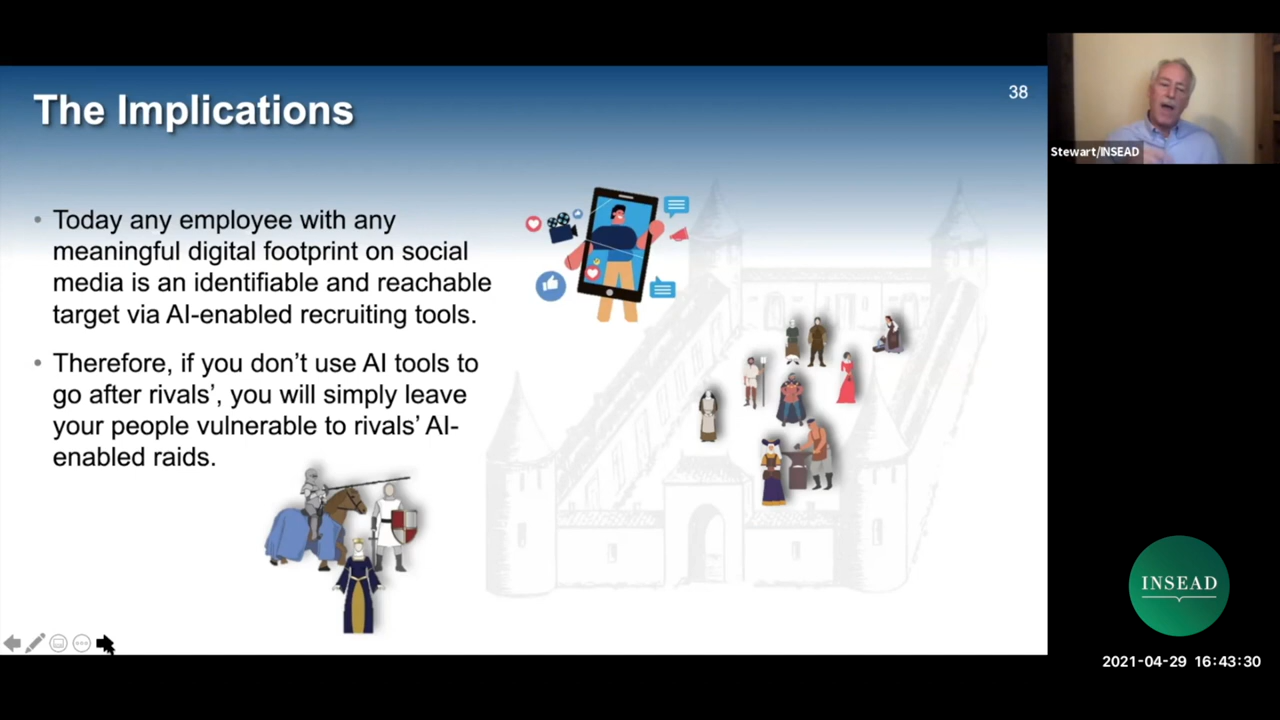 The Implications
38
Stewart/INSEAD
• Today any employee with any
meaningful digital footprint on social
media is an identifiable and reachable
target via AI-enabled recruiting tools.
• Therefore, if you don't use AI tools to
go after rivals', you will simply leave
your people vulnerable to rivals' AI-
enabled raids.
INSEAD
2021-04-29 16:43:30